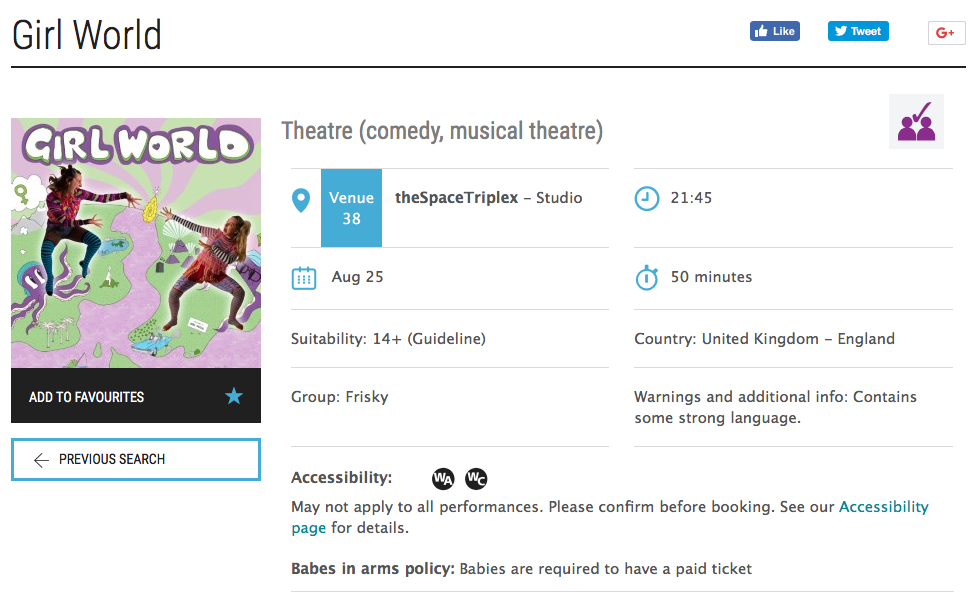 Girl World
Like
Tweet
G+
GIRL WORLD
Theatre (comedy, musical theatre)
Venue
38
theSpaceTriplex – Studio
21:45
Aug 25
50 minutes
Suitability: 14+ (Guideline)
Country: United Kingdom – England
ADD TO FAVOURITES
Group: Frisky
Warnings and additional info: Contains
some strong language.
PREVIOUS SEARCH
Accessibility:
WA
WC
May not apply to all performances. Please confirm before booking. See our Accessibility
page for details.
Babes in arms policy: Babies are required to have a paid ticket